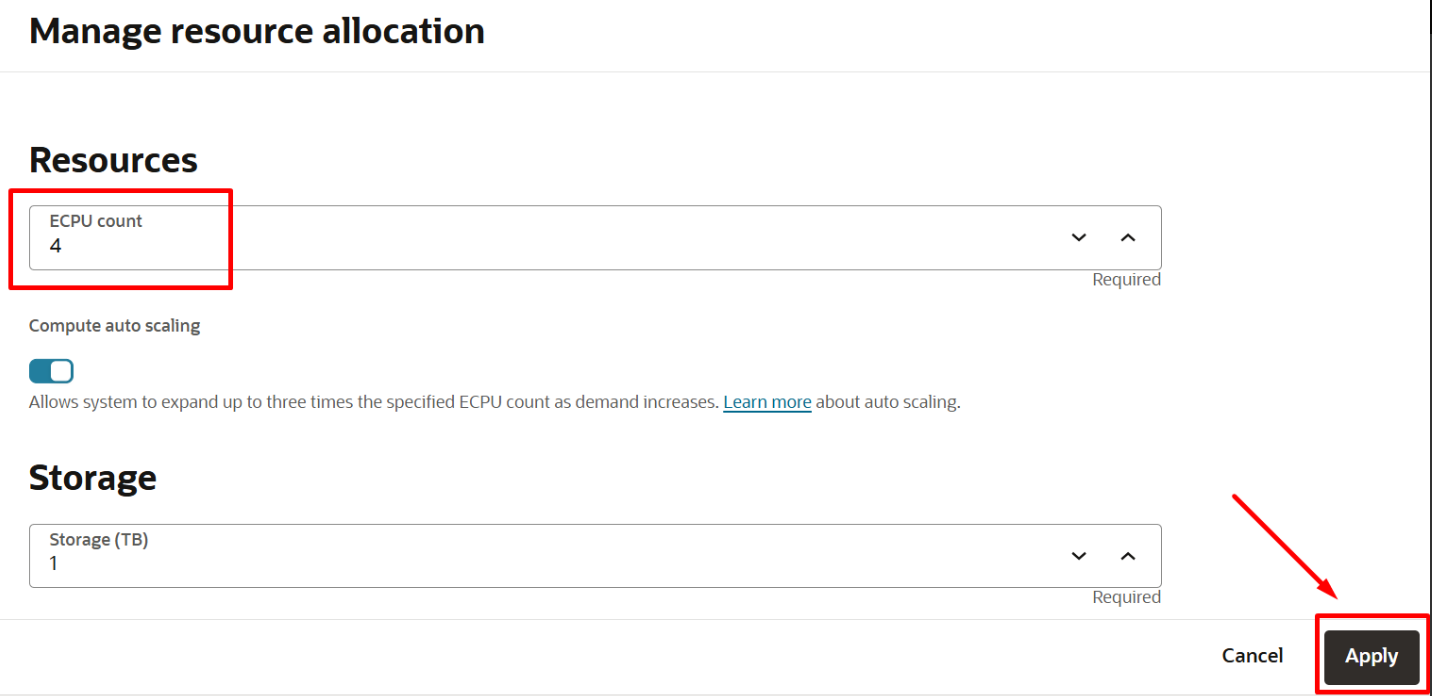 Manage resource allocation
Resources
ECPU count
4
Required
Compute auto scaling
Allows system to expand up to three times the specified ECPU count as demand increases. Learn more about auto scaling.
Storage
Storage (TB)
1
Required
Cancel
Apply